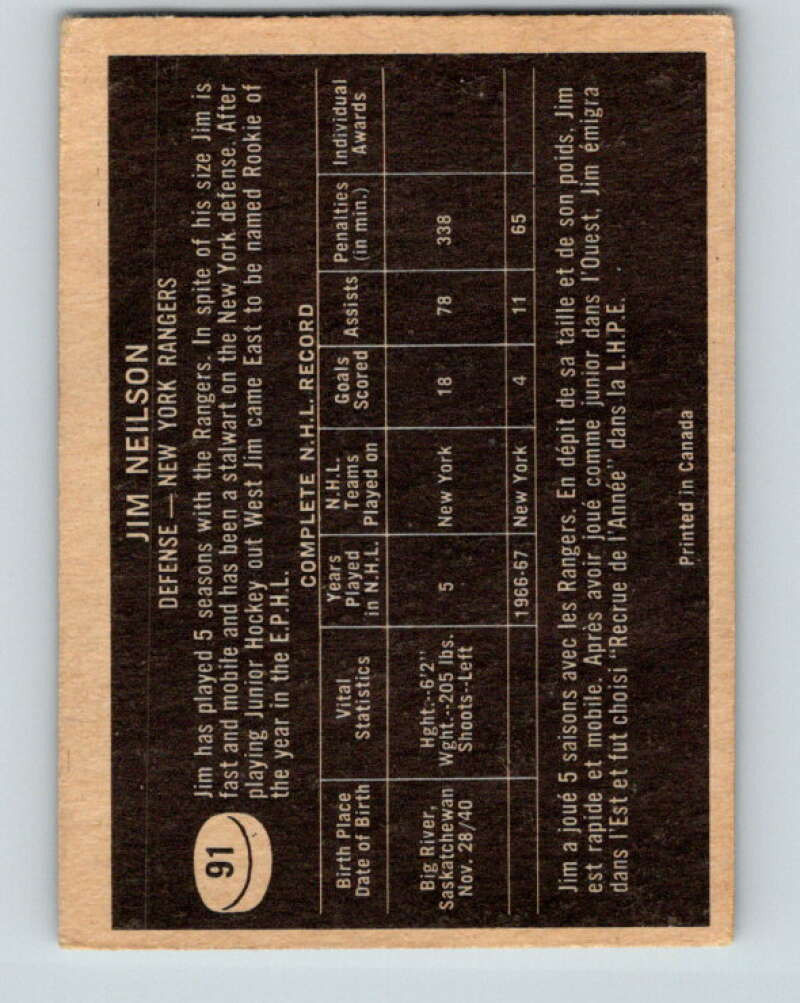 91
JIM NEILSON
DEFENSE — NEW YORK RANGERS
Jim has played 5 seasons with the Rangers. In spite of his size Jim is
fast and mobile and has been a stalwart on the New York defense. After
playing Junior Hockey out West Jim came East to be named Rookie of
the year in the E.P.H.L.
COMPLETE N.H.L. RECORD
Birth Place Date of Birth | Vital Statistics | Years Played in N.H.L. | N.H.L. Teams Played on | Goals Scored | Assists | Penalties (in min.) | Individual Awards
Big River, Saskatchewan Nov. 28/40 | Hght.--6'2" Wght.--205 lbs. Shoots--Left | 5 | New York | 18 | 78 | 338
1966-67 | New York | 4 | 11 | 65
Jim a joué 5 saisons avec les Rangers. En dépit de sa taille et de son poids, Jim
est rapide et mobile. Après avoir joué comme junior dans l'Ouest, Jim émigra
dans l'Est et fut choisi "Recrue de l'Année" dans la L.H.P.E.
Printed in Canada